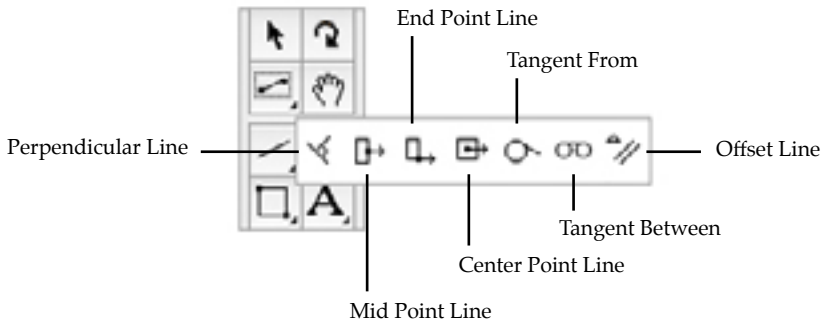 End Point Line
Tangent From
Perpendicular Line
Offset Line
A
Tangent Between
Center Point Line
Mid Point Line